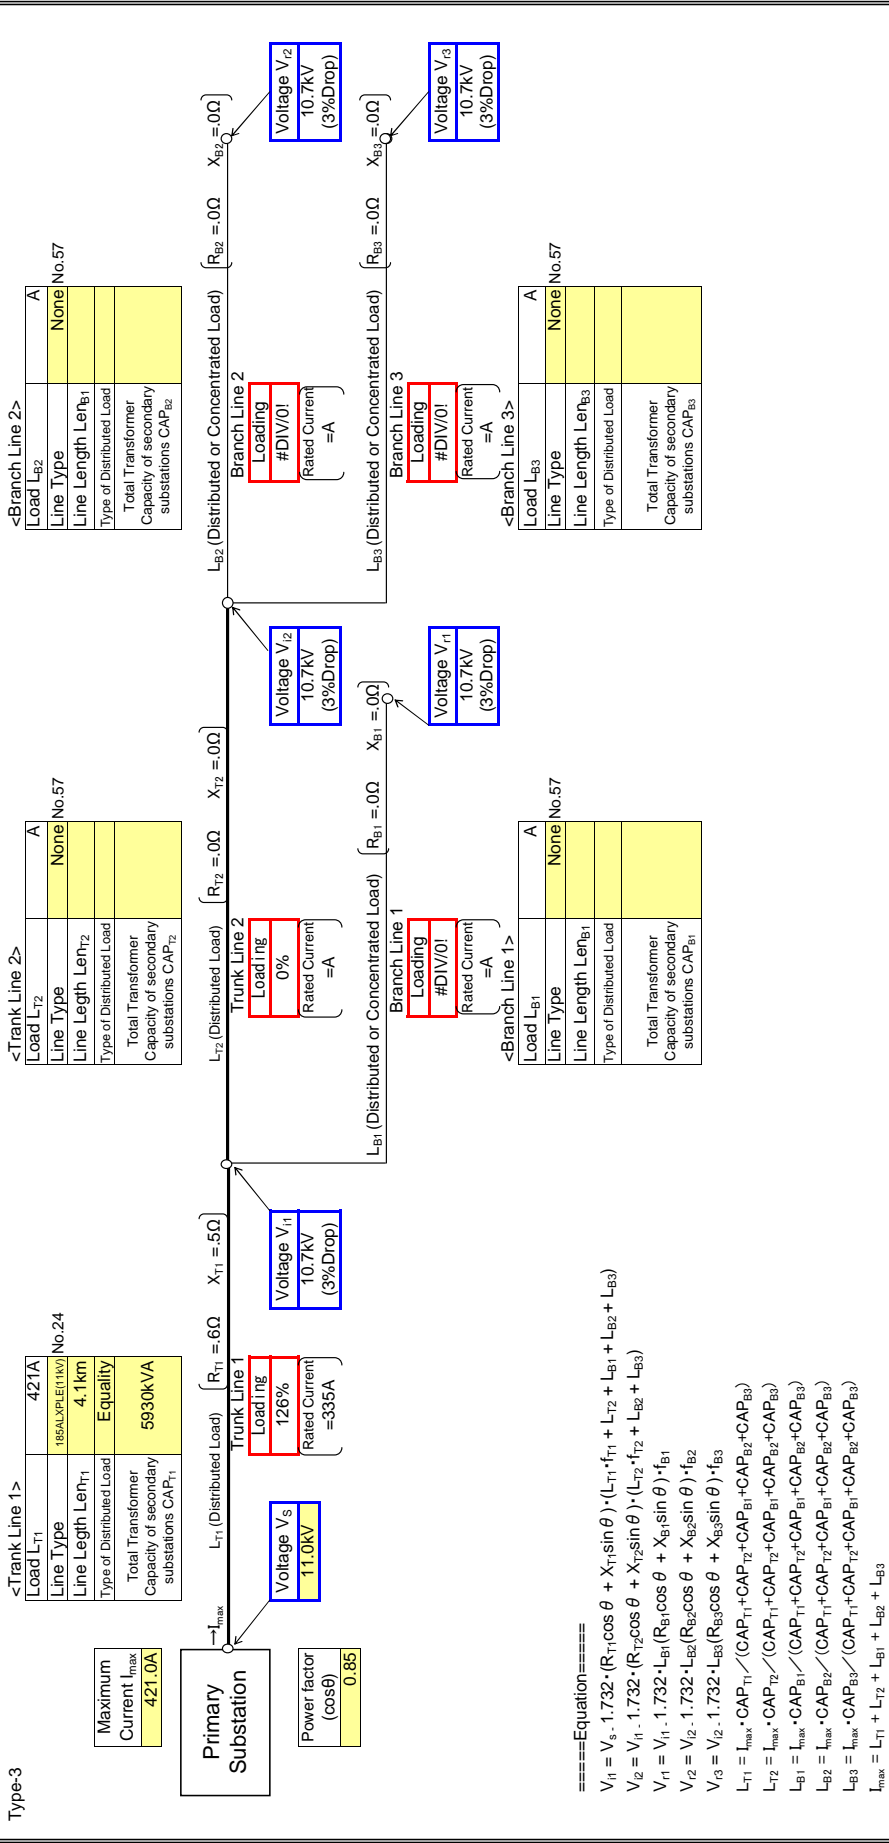 Type-3
<Trank Line 1>
Load L_T1 421A
Line Type 185ALXPLE(11kV) No.24
Line Legth Len_T1 4.1km
Type of Distributed Load Equality
Total Transformer
Capacity of secondary
substations CAP_T1
5930kVA
<Trank Line 2>
Load L_T2 A
Line Type None No.57
Line Legth Len_T2
Type of Distributed Load
Total Transformer
Capacity of secondary
substations CAP_T2
<Branch Line 2>
Load L_B2 A
Line Type None No.57
Line Length Len_B1
Type of Distributed Load
Total Transformer
Capacity of secondary
substations CAP_B2
Maximum
Current I_max
421.0A
Primary
Substation
Power factor
(cosθ)
0.85
→I_max
Voltage V_S
11.0kV
L_T1 (Distributed Load)
R_T1 =.6Ω X_T1 =.5Ω
Trunk Line 1
Loading
126%
Rated Current
=335A
Voltage V_i1
10.7kV
(3%Drop)
L_T2 (Distributed Load)
R_T2 =.0Ω X_T2 =.0Ω
Trunk Line 2
Loading
0%
Rated Current
=A
Voltage V_i2
10.7kV
(3%Drop)
L_B2 (Distributed or Concentrated Load)
R_B2 =.0Ω X_B2 =.0Ω
Branch Line 2
Loading
#DIV/0!
Rated Current
=A
Voltage V_r2
10.7kV
(3%Drop)
L_B1 (Distributed or Concentrated Load)
R_B1 =.0Ω X_B1 =.0Ω
Branch Line 1
Loading
#DIV/0!
Rated Current
=A
Voltage V_r1
10.7kV
(3%Drop)
L_B3 (Distributed or Concentrated Load)
R_B3 =.0Ω X_B3 =.0Ω
Branch Line 3
Loading
#DIV/0!
Rated Current
=A
Voltage V_r3
10.7kV
(3%Drop)
<Branch Line 1>
Load L_B1 A
Line Type None No.57
Line Length Len_B1
Type of Distributed Load
Total Transformer
Capacity of secondary
substations CAP_B1
<Branch Line 3>
Load L_B3 A
Line Type None No.57
Line Length Len_B3
Type of Distributed Load
Total Transformer
Capacity of secondary
substations CAP_B3
=====Equation=====
V_i1 = V_s - 1.732・(R_T1cosθ + X_T1sinθ)・(L_T1・f_T1 + L_T2 + L_B1 + L_B2 + L_B3)
V_i2 = V_i1 - 1.732・(R_T2cosθ + X_T2sinθ)・(L_T2・f_T2 + L_B2 + L_B3)
V_r1 = V_i1 - 1.732・L_B1(R_B1cosθ + X_B1sinθ)・f_B1
V_r2 = V_i2 - 1.732・L_B2(R_B2cosθ + X_B2sinθ)・f_B2
V_r3 = V_i2 - 1.732・L_B3(R_B3cosθ + X_B3sinθ)・f_B3
L_T1 = I_max・CAP_T1／(CAP_T1+CAP_T2+CAP_B1+CAP_B2+CAP_B3)
L_T2 = I_max・CAP_T2／(CAP_T1+CAP_T2+CAP_B1+CAP_B2+CAP_B3)
L_B1 = I_max・CAP_B1／(CAP_T1+CAP_T2+CAP_B1+CAP_B2+CAP_B3)
L_B2 = I_max・CAP_B2／(CAP_T1+CAP_T2+CAP_B1+CAP_B2+CAP_B3)
L_B3 = I_max・CAP_B3／(CAP_T1+CAP_T2+CAP_B1+CAP_B2+CAP_B3)
I_max = L_T1 + L_T2 + L_B1 + L_B2 + L_B3